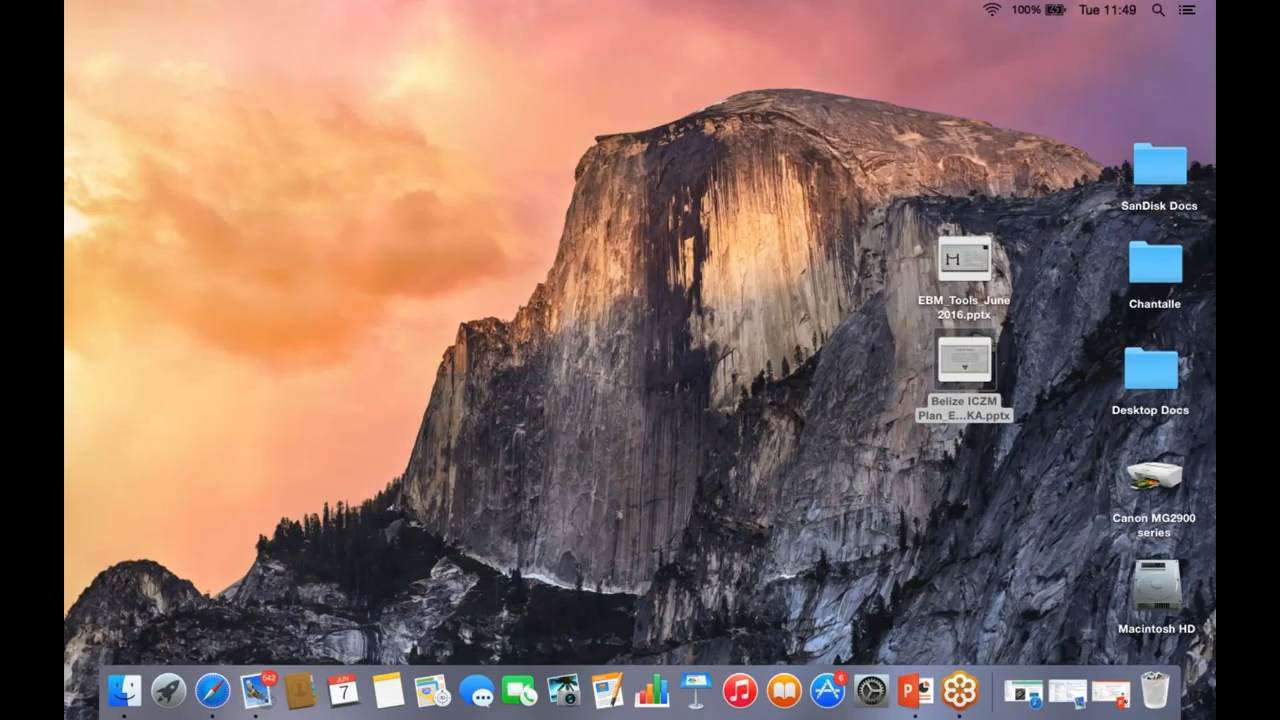 100%
Tue 11:49
SanDisk Docs
EBM_Tools_June
2016.pptx
Chantalle
Belize ICZM
Plan_E...KA.pptx
Desktop Docs
Canon MG2900
series
Macintosh HD
542
JUN
7
6
P